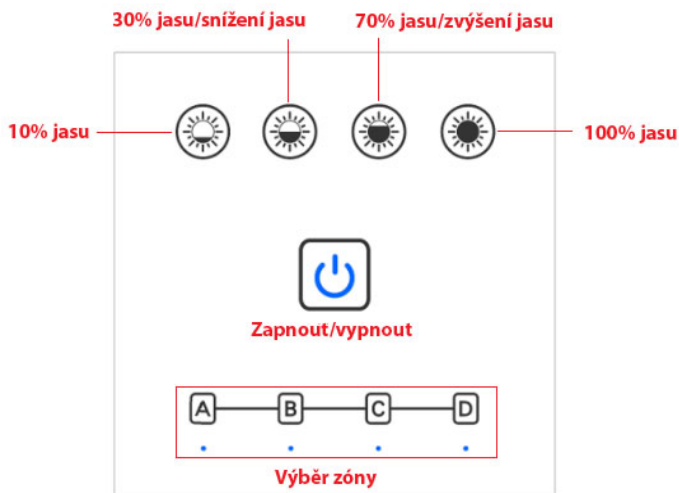 30% jasu/snížení jasu
70% jasu/zvýšení jasu
10% jasu
100% jasu
Zapnout/vypnout
A B C D
Výběr zóny